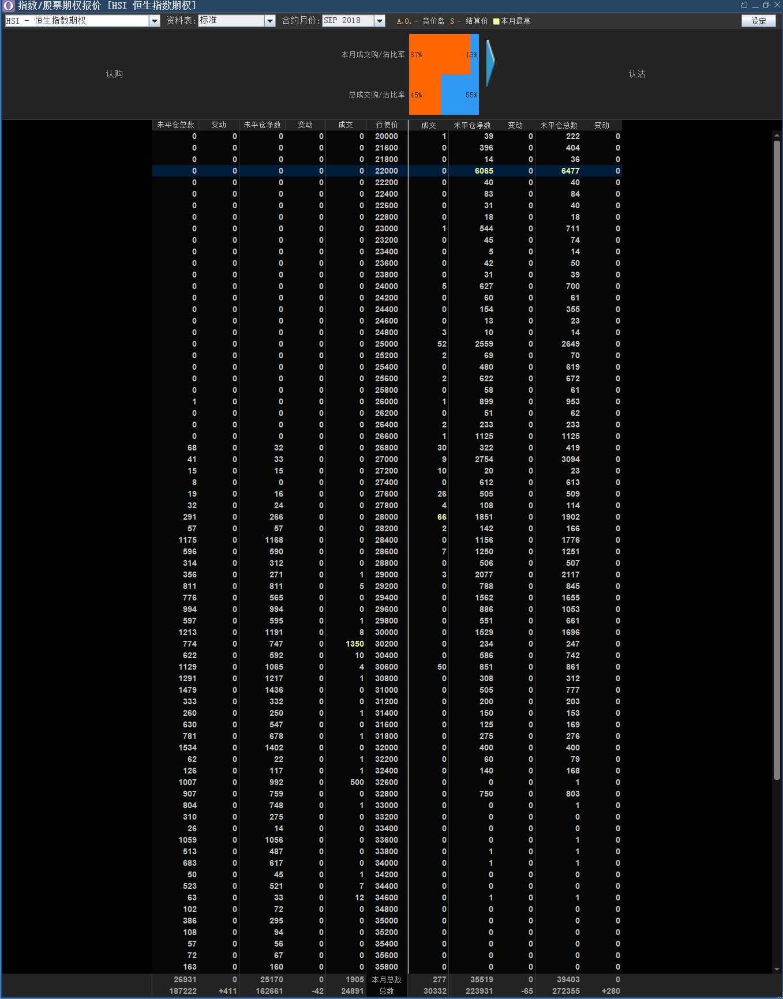 指数/股票期权报价 [HSI 恒生指数期权]
HSI - 恒生指数期权 资料表: 标准 合约月份: SEP 2018 A.O.- 竞价盘 S - 结算价 本月最高 设定
本月成交购/沽比率 87% 13%
认购 认沽
总成交购/沽比率 45% 55%
未平仓总数 变动 未平仓净数 变动 成交 行使价 成交 未平仓净数 变动 未平仓总数 变动
0 0 0 0 0 20000 1 39 0 222 0
0 0 0 0 0 21600 0 396 0 404 0
0 0 0 0 0 21800 0 14 0 36 0
0 0 0 0 0 22000 0 6065 0 6477 0
0 0 0 0 0 22200 0 40 0 40 0
0 0 0 0 0 22400 0 83 0 84 0
0 0 0 0 0 22600 0 31 0 40 0
0 0 0 0 0 22800 0 18 0 18 0
0 0 0 0 0 23000 1 544 0 711 0
0 0 0 0 0 23200 0 45 0 74 0
0 0 0 0 0 23400 0 5 0 14 0
0 0 0 0 0 23600 0 42 0 50 0
0 0 0 0 0 23800 0 31 0 39 0
0 0 0 0 0 24000 5 627 0 700 0
0 0 0 0 0 24200 0 60 0 61 0
0 0 0 0 0 24400 0 154 0 355 0
0 0 0 0 0 24600 0 13 0 23 0
0 0 0 0 0 24800 3 10 0 14 0
0 0 0 0 0 25000 52 2559 0 2649 0
0 0 0 0 0 25200 2 69 0 70 0
0 0 0 0 0 25400 0 480 0 619 0
0 0 0 0 0 25600 2 622 0 672 0
0 0 0 0 0 25800 0 58 0 61 0
1 0 0 0 0 26000 1 899 0 953 0
0 0 0 0 0 26200 0 51 0 62 0
0 0 0 0 0 26400 2 233 0 233 0
0 0 0 0 0 26600 1 1125 0 1125 0
68 0 32 0 0 26800 30 322 0 419 0
41 0 33 0 0 27000 9 2754 0 3094 0
15 0 15 0 0 27200 10 20 0 23 0
8 0 0 0 0 27400 0 612 0 613 0
19 0 16 0 0 27600 26 505 0 509 0
32 0 24 0 0 27800 4 108 0 114 0
291 0 266 0 0 28000 66 1851 0 1902 0
57 0 57 0 0 28200 2 142 0 166 0
1175 0 1168 0 0 28400 0 1156 0 1776 0
596 0 590 0 0 28600 7 1250 0 1251 0
314 0 312 0 0 28800 0 506 0 507 0
356 0 271 0 1 29000 3 2077 0 2117 0
811 0 811 0 5 29200 0 788 0 845 0
776 0 565 0 0 29400 0 1562 0 1655 0
994 0 994 0 0 29600 0 886 0 1053 0
597 0 595 0 1 29800 0 551 0 661 0
1213 0 1191 0 8 30000 0 1529 0 1696 0
774 0 747 0 1350 30200 0 234 0 247 0
622 0 592 0 10 30400 0 586 0 742 0
1129 0 1065 0 4 30600 50 851 0 861 0
1291 0 1217 0 1 30800 0 308 0 312 0
1479 0 1436 0 0 31000 0 505 0 777 0
333 0 332 0 0 31200 0 200 0 203 0
260 0 250 0 1 31400 0 150 0 153 0
630 0 547 0 0 31600 0 125 0 169 0
781 0 678 0 1 31800 0 275 0 276 0
1534 0 1402 0 0 32000 0 400 0 400 0
62 0 22 0 1 32200 0 60 0 79 0
126 0 117 0 1 32400 0 140 0 168 0
1007 0 992 0 500 32600 0 0 0 1 0
907 0 759 0 0 32800 0 750 0 803 0
804 0 748 0 1 33000 0 0 0 1 0
310 0 275 0 0 33200 0 0 0 0 0
26 0 14 0 0 33400 0 0 0 0 0
1059 0 1056 0 0 33600 0 0 0 1 0
513 0 487 0 0 33800 0 1 0 1 0
683 0 617 0 0 34000 0 1 0 1 0
50 0 45 0 1 34200 0 0 0 0 0
523 0 521 0 7 34400 0 0 0 0 0
63 0 33 0 12 34600 0 1 0 1 0
102 0 72 0 0 34800 0 0 0 0 0
386 0 295 0 0 35000 0 0 0 0 0
108 0 94 0 0 35200 0 0 0 0 0
57 0 56 0 0 35400 0 0 0 0 0
72 0 67 0 0 35600 0 0 0 0 0
163 0 160 0 0 35800 0 0 0 0 0
26931 0 25170 0 1905 本月总数 277 35519 0 39403 0
187222 +411 162661 -42 24891 总数 30332 223931 -65 272355 +280